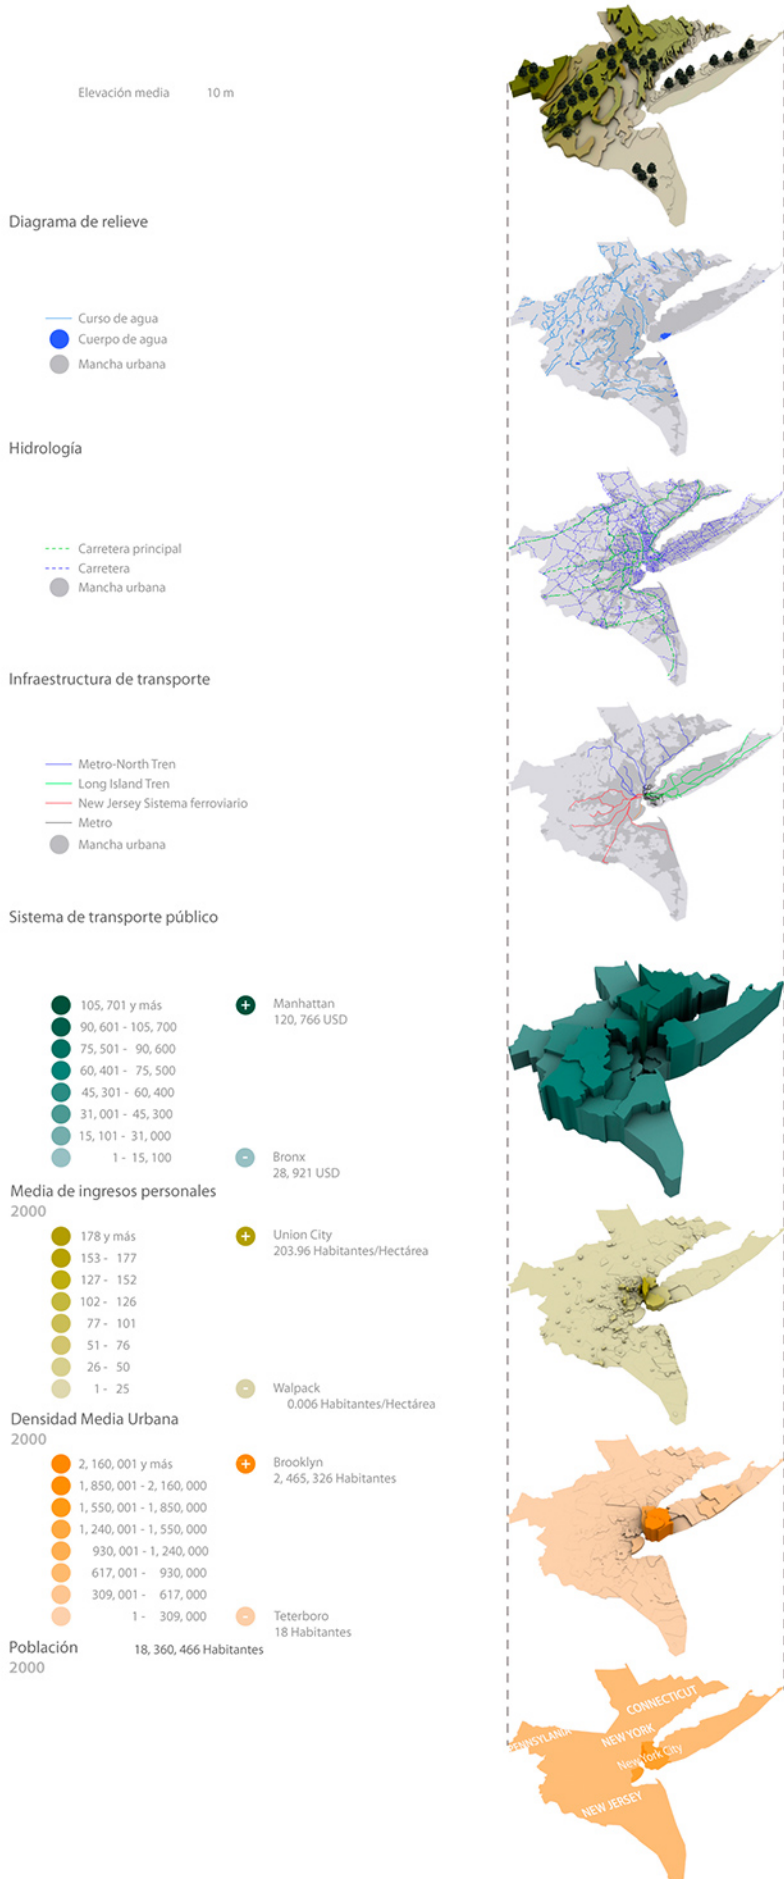 Elevación media 10 m
Diagrama de relieve
Curso de agua
Cuerpo de agua
Mancha urbana
Hidrología
Carretera principal
Carretera
Mancha urbana
Infraestructura de transporte
Metro-North Tren
Long Island Tren
New Jersey Sistema ferroviario
Metro
Mancha urbana
Sistema de transporte público
105, 701 y más
90, 601 - 105, 700
75, 501 - 90, 600
60, 401 - 75, 500
45, 301 - 60, 400
31, 001 - 45, 300
15, 101 - 31, 000
1 - 15, 100
+ Manhattan
120, 766 USD
- Bronx
28, 921 USD
Media de ingresos personales
2000
178 y más
153 - 177
127 - 152
102 - 126
77 - 101
51 - 76
26 - 50
1 - 25
+ Union City
203.96 Habitantes/Hectárea
- Walpack
0.006 Habitantes/Hectárea
Densidad Media Urbana
2000
2, 160, 001 y más
1, 850, 001 - 2, 160, 000
1, 550, 001 - 1, 850, 000
1, 240, 001 - 1, 550, 000
930, 001 - 1, 240, 000
617, 001 - 930, 000
309, 001 - 617, 000
1 - 309, 000
+ Brooklyn
2, 465, 326 Habitantes
- Teterboro
18 Habitantes
Población 18, 360, 466 Habitantes
2000
CONNECTICUT
PENNSYLVANIA
NEW YORK
New York City
NEW JERSEY